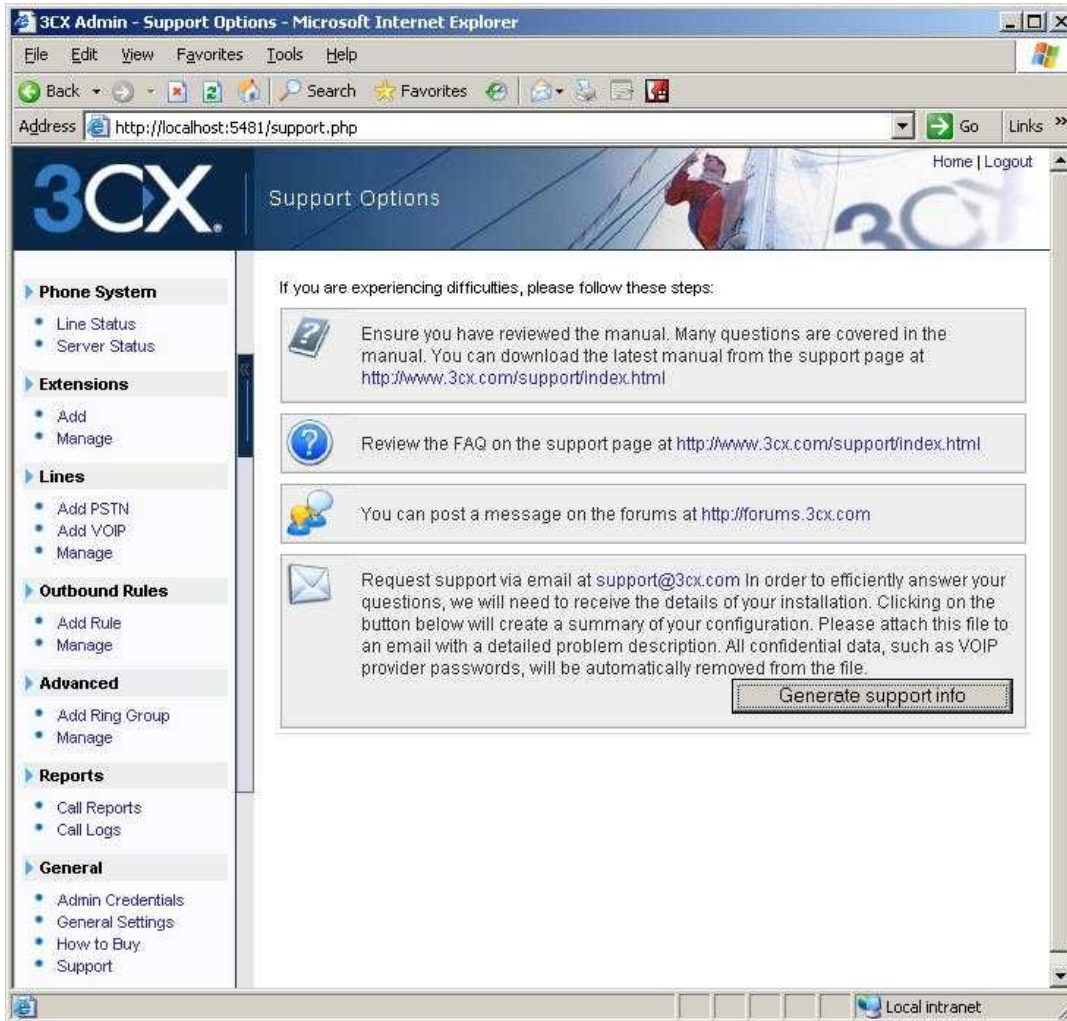 3CX Admin - Support Options - Microsoft Internet Explorer
File Edit View Favorites Tools Help
Back Search Favorites
Address http://localhost:5481/support.php Go Links »
3CX.
Support Options
Home | Logout
3C
Phone System
Line Status
Server Status
Extensions
Add
Manage
Lines
Add PSTN
Add VOIP
Manage
Outbound Rules
Add Rule
Manage
Advanced
Add Ring Group
Manage
Reports
Call Reports
Call Logs
General
Admin Credentials
General Settings
How to Buy
Support
If you are experiencing difficulties, please follow these steps:
Ensure you have reviewed the manual. Many questions are covered in the
manual. You can download the latest manual from the support page at
http://www.3cx.com/support/index.html
Review the FAQ on the support page at http://www.3cx.com/support/index.html
You can post a message on the forums at http://forums.3cx.com
Request support via email at support@3cx.com In order to efficiently answer your
questions, we will need to receive the details of your installation. Clicking on the
button below will create a summary of your configuration. Please attach this file to
an email with a detailed problem description. All confidential data, such as VOIP
provider passwords, will be automatically removed from the file.
Generate support info
Local intranet